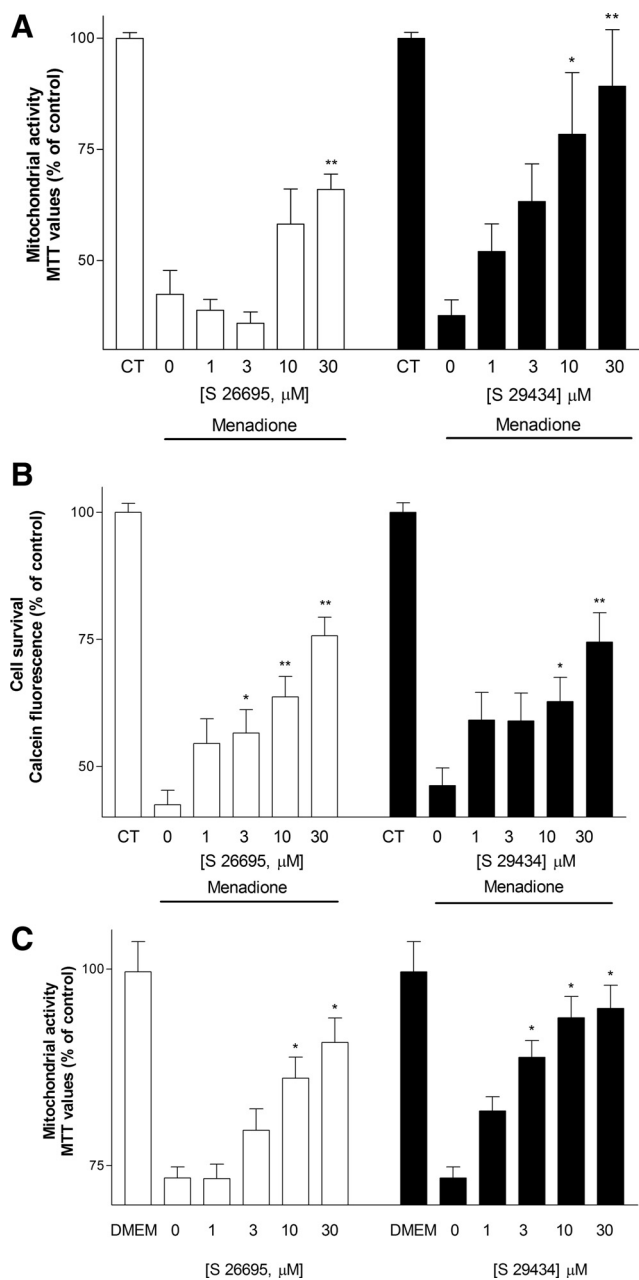 A
Mitochondrial activity
MTT values (% of control)
100
75
50
*
**
**
CT 0 1 3 10 30 CT 0 1 3 10 30
[S 26695, μM] [S 29434] μM
Menadione Menadione
B
Cell survival
Calcein fluorescence (% of control)
100
75
50
*
**
**
*
**
CT 0 1 3 10 30 CT 0 1 3 10 30
[S 26695, μM] [S 29434] μM
Menadione Menadione
C
Mitochondrial activity
MTT values (% of control)
100
75
*
*
*
*
*
DMEM 0 1 3 10 30 DMEM 0 1 3 10 30
[S 26695, μM] [S 29434] μM